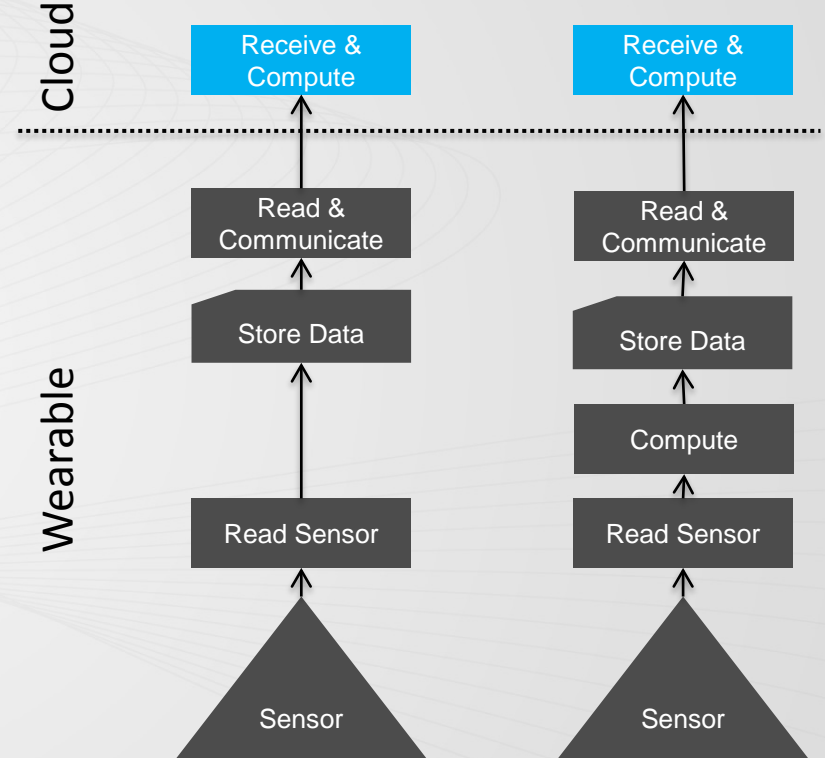 Cloud
Receive &
Compute
Receive &
Compute
Wearable
Read &
Communicate
Read &
Communicate
Store Data
Store Data
Compute
Read Sensor
Read Sensor
Sensor
Sensor